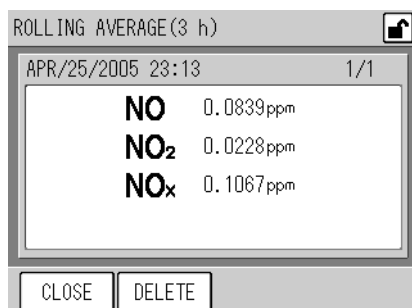 ROLLING AVERAGE(3 h)
APR/25/2005 23:13 1/1
NO 0.0839ppm
NO₂ 0.0228ppm
NOx 0.1067ppm
CLOSE DELETE